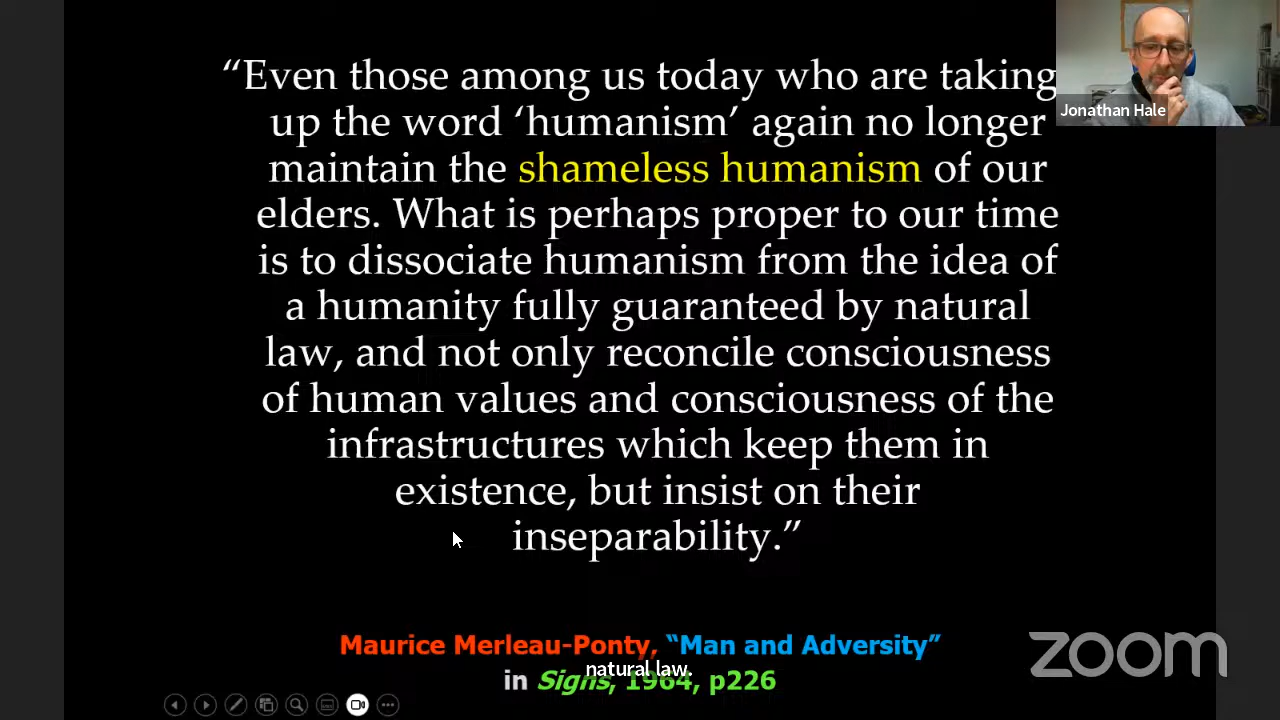 “Even those among us today who are taking
up the word ‘humanism’ again no longer
maintain the shameless humanism of our
elders. What is perhaps proper to our time
is to dissociate humanism from the idea of
a humanity fully guaranteed by natural
law, and not only reconcile consciousness
of human values and consciousness of the
infrastructures which keep them in
existence, but insist on their
inseparability.”
Jonathan Hale
Maurice Merleau-Ponty, “Man and Adversity”
natural law.
in Signs, 1964, p226
zoom